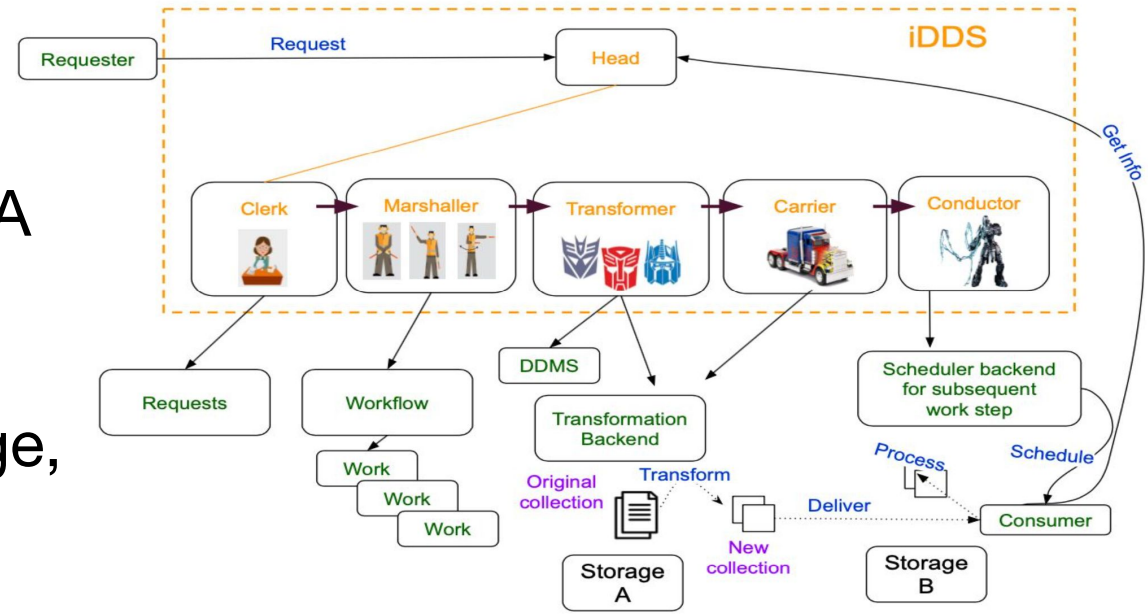 iDDS
Requester
Request
Head
Get Info
A
Clerk
Marshaller
Transformer
Carrier
Conductor
DDMS
Requests
Workflow
Transformation
Backend
Scheduler backend
for subsequent
work step
ge,
Work
Work
Work
Original
collection
Transform
New
collection
Deliver
Process
Schedule
Consumer
Storage
A
Storage
B